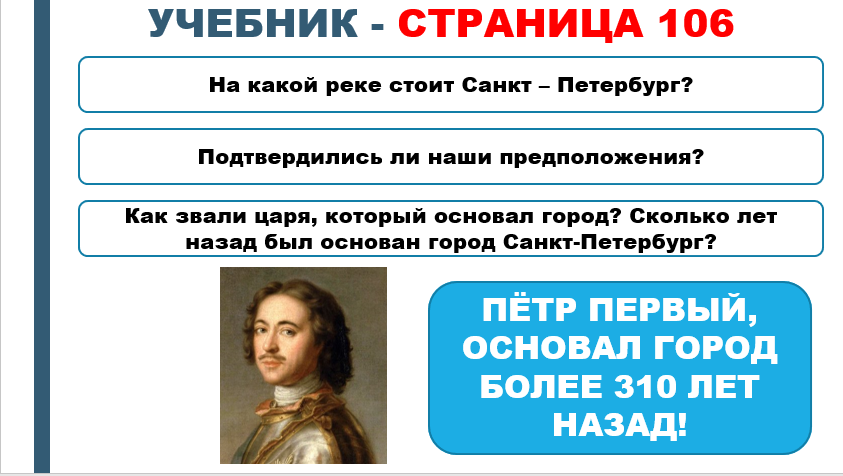 УЧЕБНИК - СТРАНИЦА 106
На какой реке стоит Санкт – Петербург?
Подтвердились ли наши предположения?
Как звали царя, который основал город? Сколько лет
назад был основан город Санкт-Петербург?
ПЁТР ПЕРВЫЙ,
ОСНОВАЛ ГОРОД
БОЛЕЕ 310 ЛЕТ
НАЗАД!